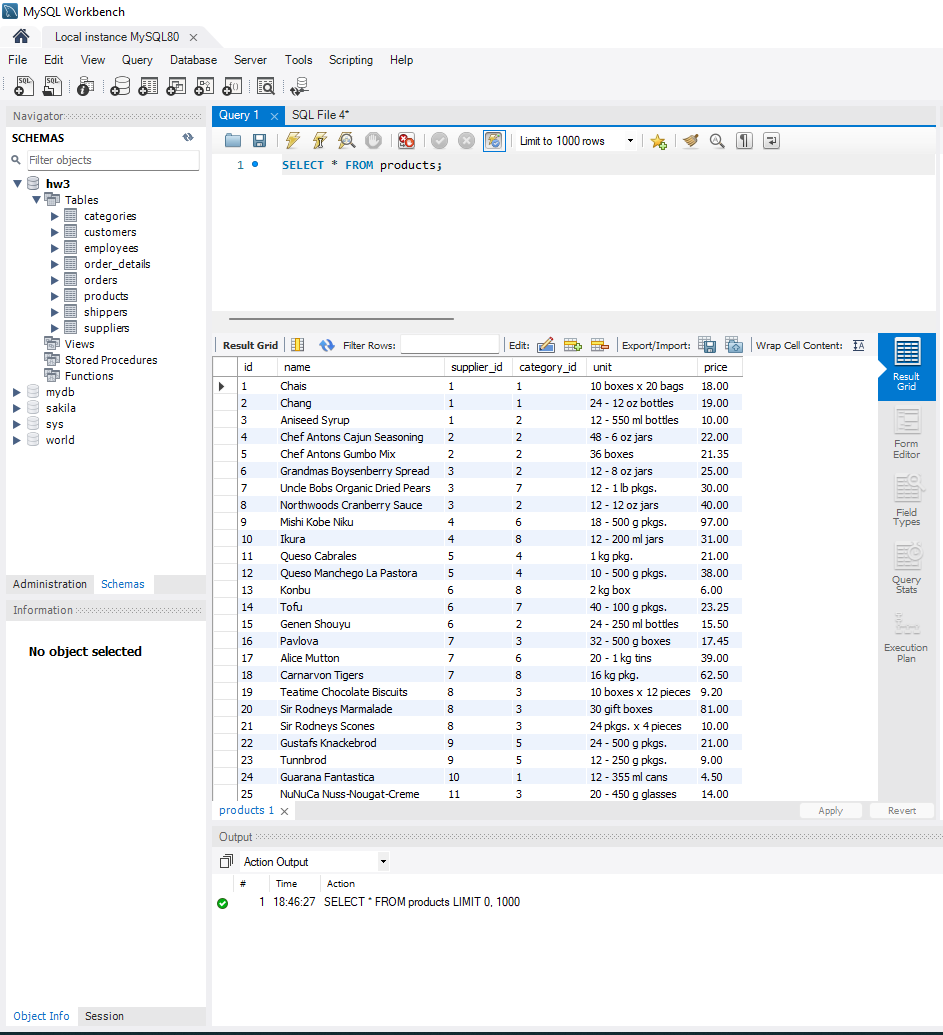 MySQL Workbench
Local instance MySQL80
File Edit View Query Database Server Tools Scripting Help
Navigator
SCHEMAS
Filter objects
hw3
Tables
categories
customers
employees
order_details
orders
products
shippers
suppliers
Views
Stored Procedures
Functions
mydb
sakila
sys
world
Administration Schemas
Information
No object selected
Object Info Session
Query 1 SQL File 4*
Limit to 1000 rows
1 SELECT * FROM products;
Result Grid Filter Rows: Edit: Export/Import: Wrap Cell Content:
id name supplier_id category_id unit price
1 Chais 1 1 10 boxes x 20 bags 18.00
2 Chang 1 1 24 - 12 oz bottles 19.00
3 Aniseed Syrup 1 2 12 - 550 ml bottles 10.00
4 Chef Antons Cajun Seasoning 2 2 48 - 6 oz jars 22.00
5 Chef Antons Gumbo Mix 2 2 36 boxes 21.35
6 Grandmas Boysenberry Spread 3 2 12 - 8 oz jars 25.00
7 Uncle Bobs Organic Dried Pears 3 7 12 - 1 lb pkgs. 30.00
8 Northwoods Cranberry Sauce 3 2 12 - 12 oz jars 40.00
9 Mishi Kobe Niku 4 6 18 - 500 g pkgs. 97.00
10 Ikura 4 8 12 - 200 ml jars 31.00
11 Queso Cabrales 5 4 1 kg pkg. 21.00
12 Queso Manchego La Pastora 5 4 10 - 500 g pkgs. 38.00
13 Konbu 6 8 2 kg box 6.00
14 Tofu 6 7 40 - 100 g pkgs. 23.25
15 Genen Shouyu 6 2 24 - 250 ml bottles 15.50
16 Pavlova 7 3 32 - 500 g boxes 17.45
17 Alice Mutton 7 6 20 - 1 kg tins 39.00
18 Carnarvon Tigers 7 8 16 kg pkg. 62.50
19 Teatime Chocolate Biscuits 8 3 10 boxes x 12 pieces 9.20
20 Sir Rodneys Marmalade 8 3 30 gift boxes 81.00
21 Sir Rodneys Scones 8 3 24 pkgs. x 4 pieces 10.00
22 Gustafs Knackebrod 9 5 24 - 500 g pkgs. 21.00
23 Tunnbrod 9 5 12 - 250 g pkgs. 9.00
24 Guarana Fantastica 10 1 12 - 355 ml cans 4.50
25 NuNuCa Nuss-Nougat-Creme 11 3 20 - 450 g glasses 14.00
Result
Grid
Form
Editor
Field
Types
Query
Stats
Execution
Plan
products 1 Apply Revert
Output
Action Output
# Time Action
1 18:46:27 SELECT * FROM products LIMIT 0, 1000